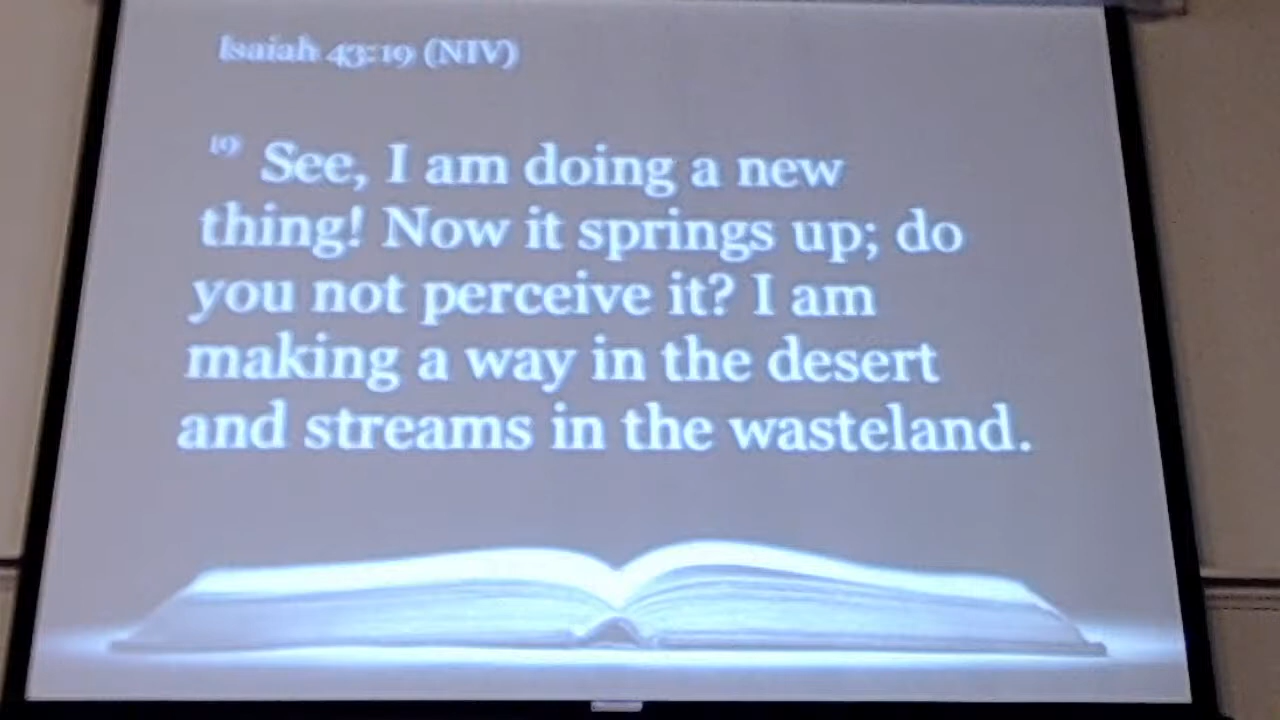 Isaiah 43:19 (NIV)
19 See, I am doing a new
thing! Now it springs up; do
you not perceive it? I am
making a way in the desert
and streams in the wasteland.